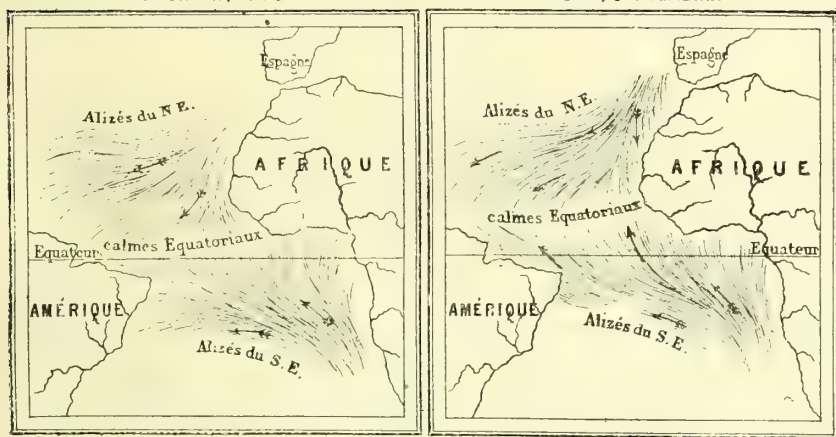 Espagne
Alizés du N.E.
AFRIQUE
calmes Equatoriaux
Equateur
AMÉRIQUE
Alizés du S.E.
Espagne
Alizés du N.E.
AFRIQUE
calmes Equatoriaux
Equateur
AMÉRIQUE
Alizés du S.E.